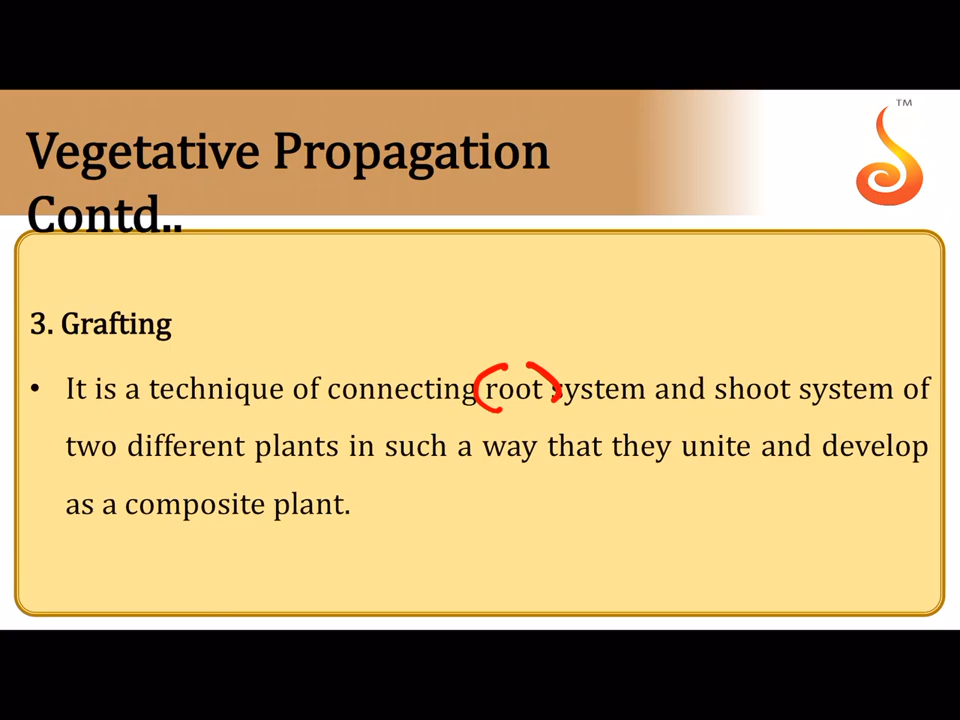 TM
Vegetative Propagation
Contd..
3. Grafting
• It is a technique of connecting root system and shoot system of
two different plants in such a way that they unite and develop
as a composite plant.